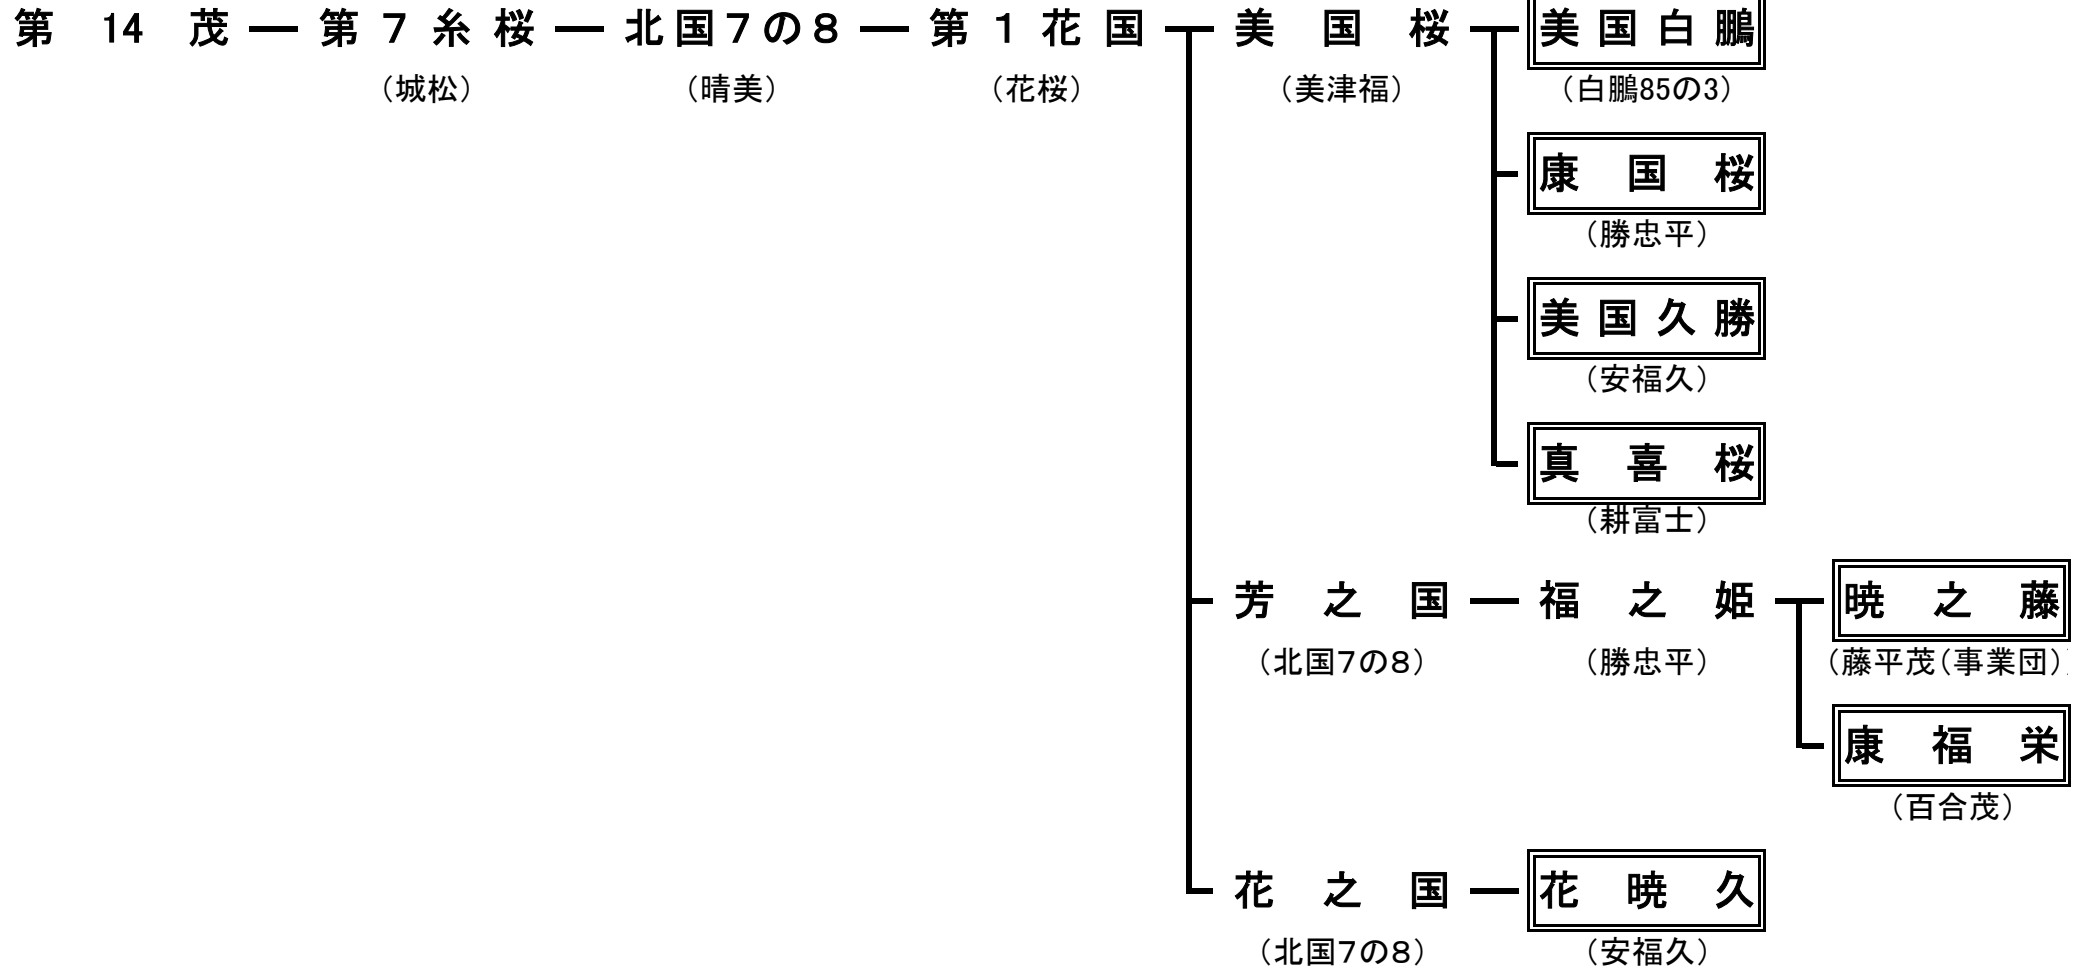 第 14 茂 第 7 糸 桜 北国7の8 第 1 花 国 美 国 桜 美 国 白 鵬
（城松） （晴美） （花桜） （美津福） （白鵬85の3）
康 国 桜
（勝忠平）
美 国 久 勝
（安福久）
真 喜 桜
（耕富士）
芳 之 国 福 之 姫 暁 之 藤
（北国7の8） （勝忠平） （藤平茂（事業団）
康 福 栄
（百合茂）
花 之 国 花 暁 久
（北国7の8） （安福久）